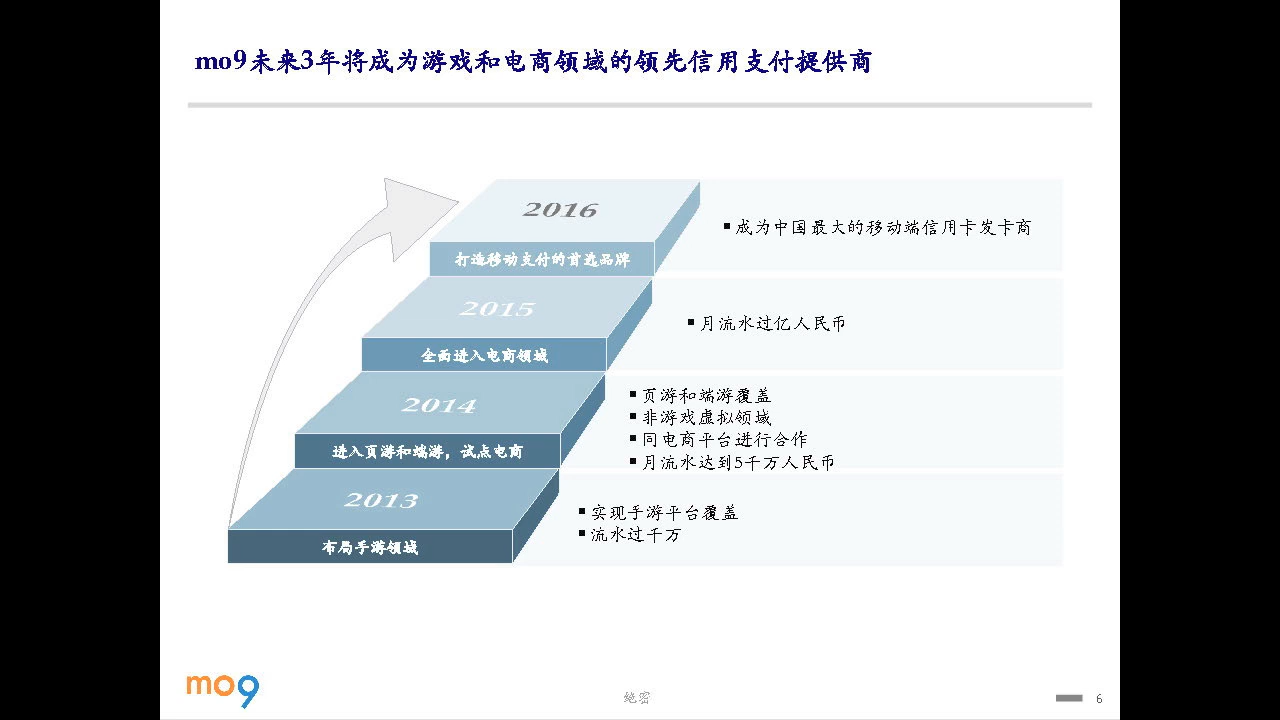 mo9未来3年将成为游戏和电商领域的领先信用支付提供商
2016
打造移动支付的首选品牌
▪成为中国最大的移动端信用卡发卡商
2015
全面进入电商领域
▪月流水过亿人民币
2014
进入页游和端游，试点电商
▪页游和端游覆盖
▪非游戏虚拟领域
▪同电商平台进行合作
▪月流水达到5千万人民币
2013
布局手游领域
▪实现手游平台覆盖
▪流水过千万
mo9
绝密
6